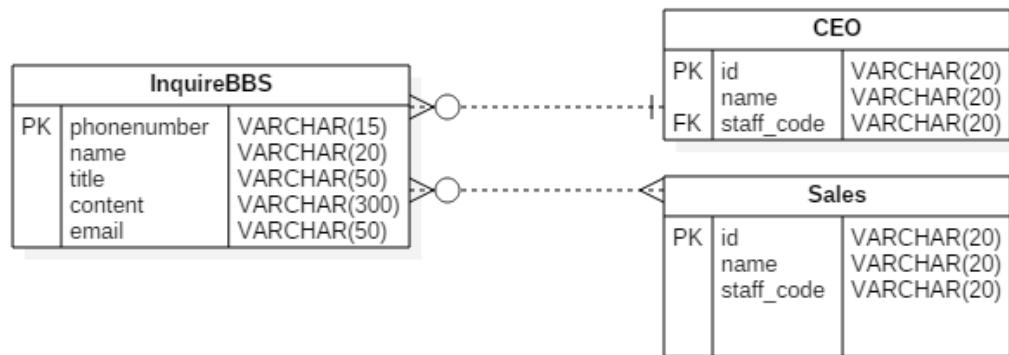 InquireBBS
PK phonenumber VARCHAR(15)
name VARCHAR(20)
title VARCHAR(50)
content VARCHAR(300)
email VARCHAR(50)
CEO
PK id VARCHAR(20)
name VARCHAR(20)
FK staff_code VARCHAR(20)
Sales
PK id VARCHAR(20)
name VARCHAR(20)
staff_code VARCHAR(20)